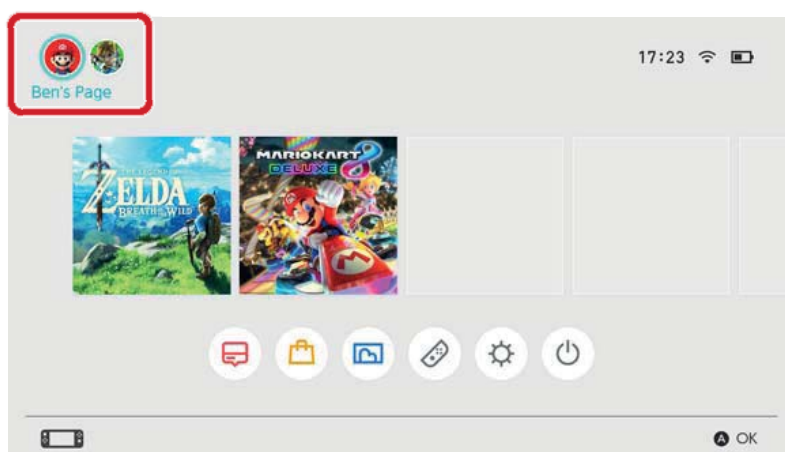 17:23
Ben's Page
THE LEGEND OF
ZELDA
BREATH OF THE WILD
MARIOKART 8
DELUXE
A OK